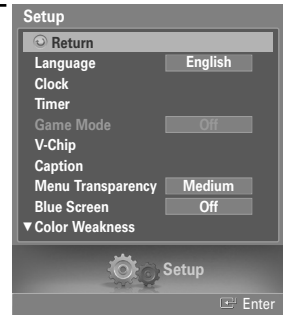 Setup
Return
Language English
Clock
Timer
Game Mode Off
V-Chip
Caption
Menu Transparency Medium
Blue Screen Off
▼Color Weakness
Setup
Enter